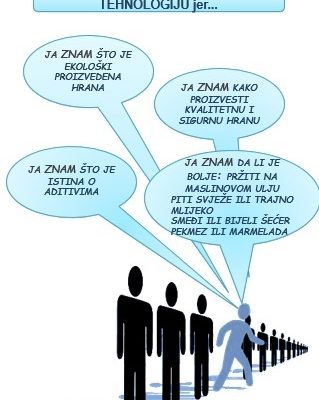 TEHNOLOGIJU jer...
JA ZNAM ŠTO JE
EKOLOŠKI
PROIZVEDENA
HRANA
JA ZNAM KAKO
PROIZVESTI
KVALITETNU I
SIGURNU HRANU
JA ZNAM ŠTO JE
ISTINA O
ADITIVIMA
JA ZNAM DA LI JE
BOLJE: PRŽITI NA
MASLINOVOM ULJU
PITI SVJEŽE ILI TRAJNO
MLIJEKO
SMEĐI ILI BIJELI ŠEĆER
PEKMEZ ILI MARMELADA